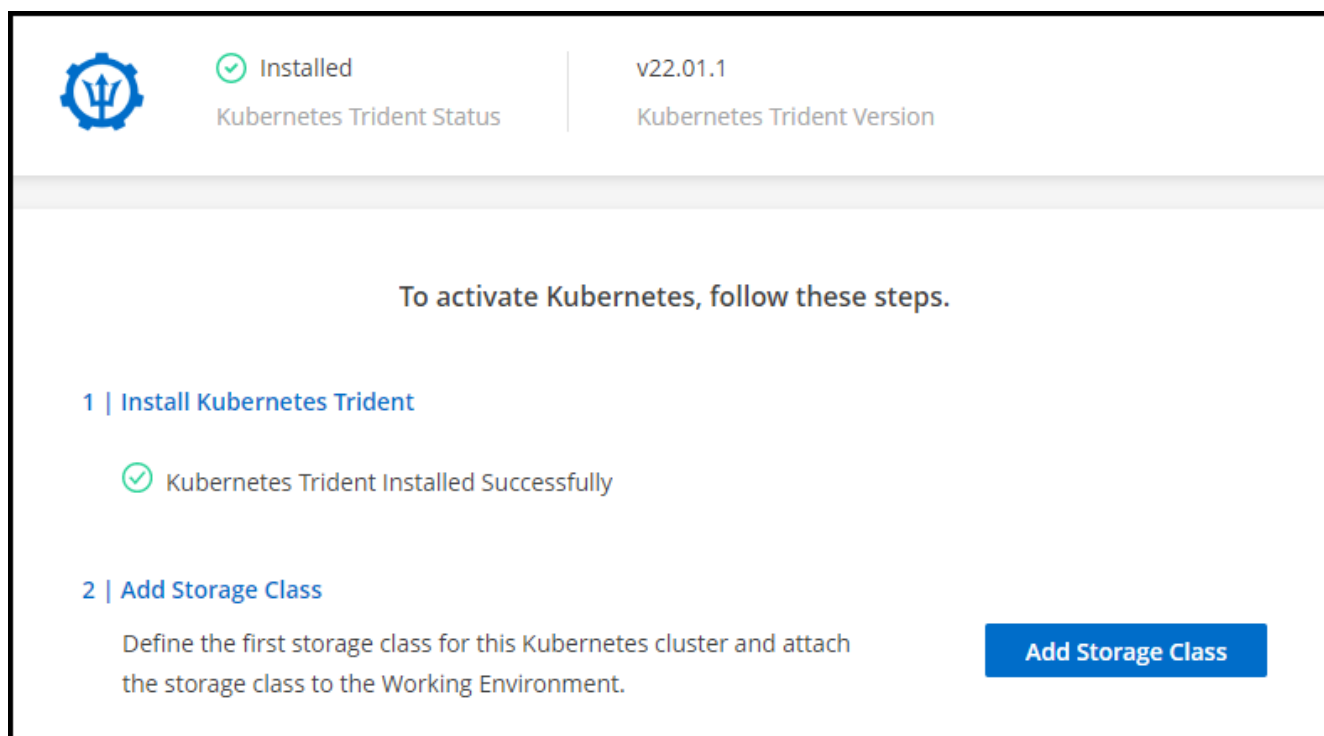 Installed
Kubernetes Trident Status
v22.01.1
Kubernetes Trident Version
To activate Kubernetes, follow these steps.
1 | Install Kubernetes Trident
Kubernetes Trident Installed Successfully
2 | Add Storage Class
Define the first storage class for this Kubernetes cluster and attach
the storage class to the Working Environment.
Add Storage Class